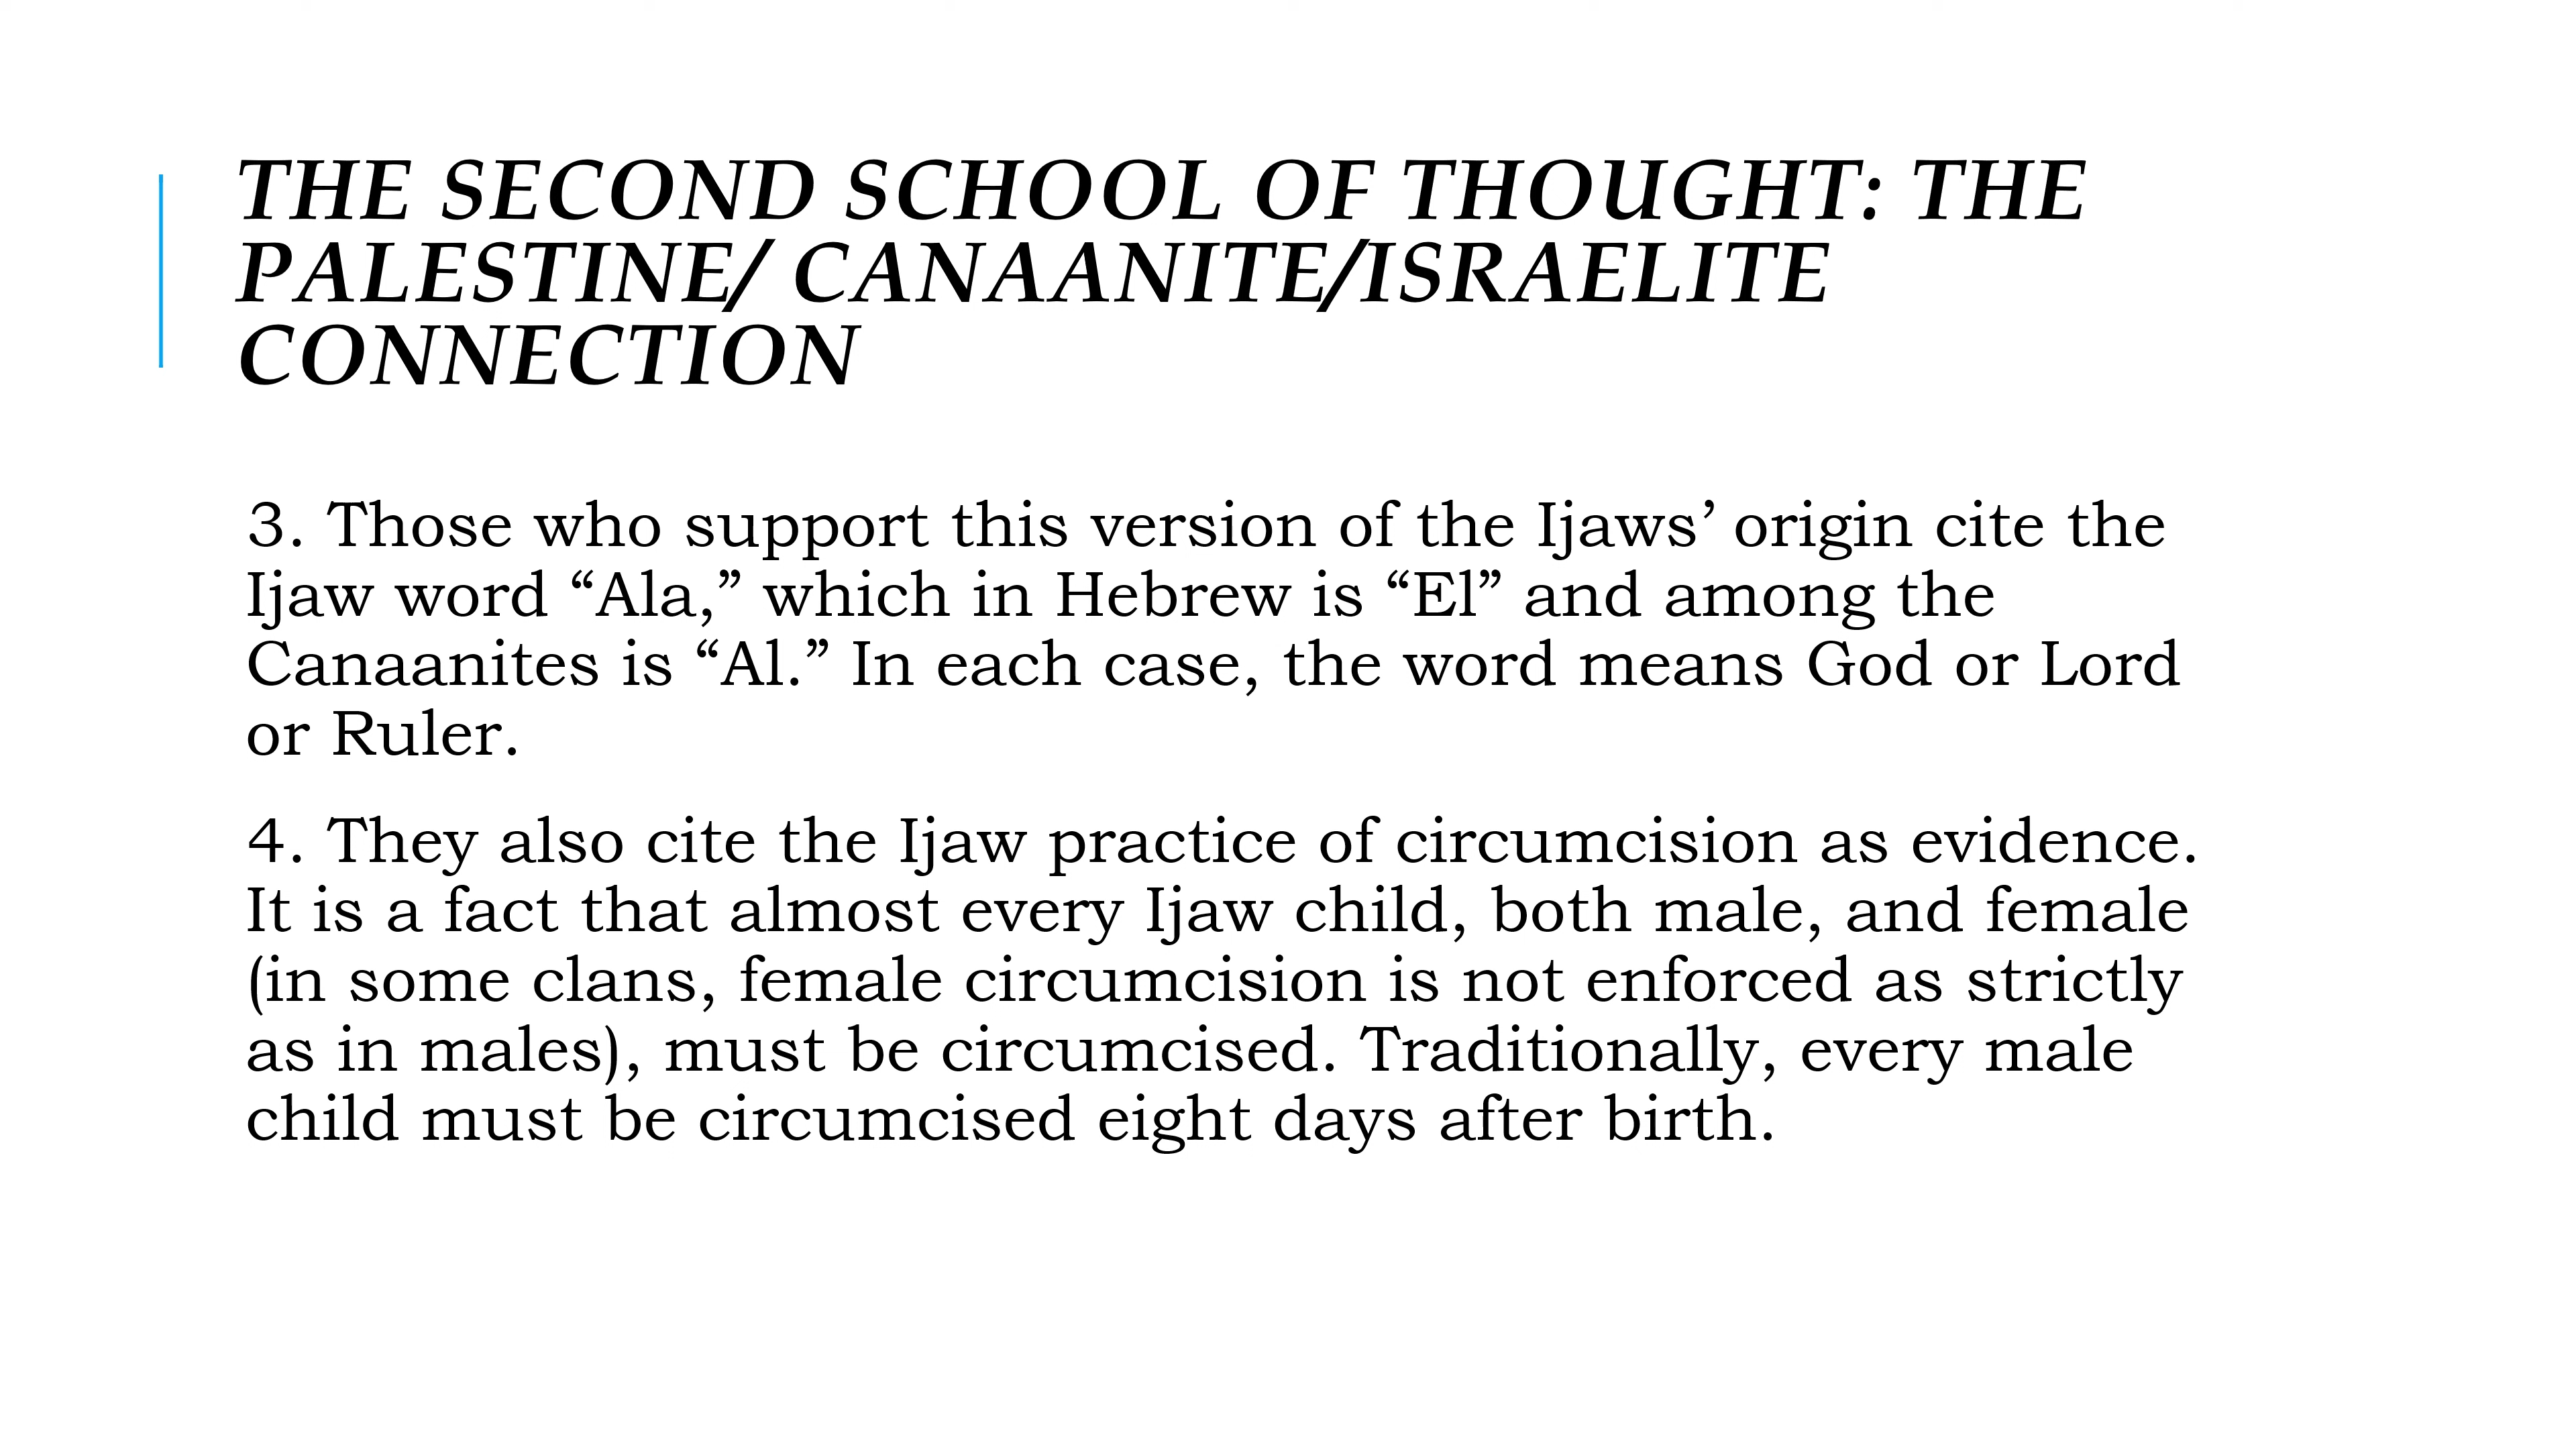 THE SECOND SCHOOL OF THOUGHT: THE
PALESTINE/ CANAANITE/ISRAELITE
CONNECTION
3. Those who support this version of the Ijaws’ origin cite the
Ijaw word “Ala,” which in Hebrew is “El” and among the
Canaanites is “Al.” In each case, the word means God or Lord
or Ruler.
4. They also cite the Ijaw practice of circumcision as evidence.
It is a fact that almost every Ijaw child, both male, and female
(in some clans, female circumcision is not enforced as strictly
as in males), must be circumcised. Traditionally, every male
child must be circumcised eight days after birth.